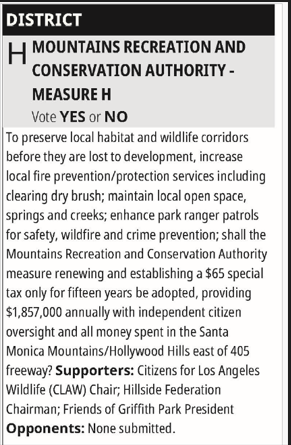 DISTRICT
H MOUNTAINS RECREATION AND
CONSERVATION AUTHORITY -
MEASURE H
Vote YES or NO
To preserve local habitat and wildlife corridors
before they are lost to development, increase
local fire prevention/protection services including
clearing dry brush; maintain local open space,
springs and creeks; enhance park ranger patrols
for safety, wildfire and crime prevention; shall the
Mountains Recreation and Conservation Authority
measure renewing and establishing a $65 special
tax only for fifteen years be adopted, providing
$1,857,000 annually with independent citizen
oversight and all money spent in the Santa
Monica Mountains/Hollywood Hills east of 405
freeway? Supporters: Citizens for Los Angeles
Wildlife (CLAW) Chair; Hillside Federation
Chairman; Friends of Griffith Park President
Opponents: None submitted.